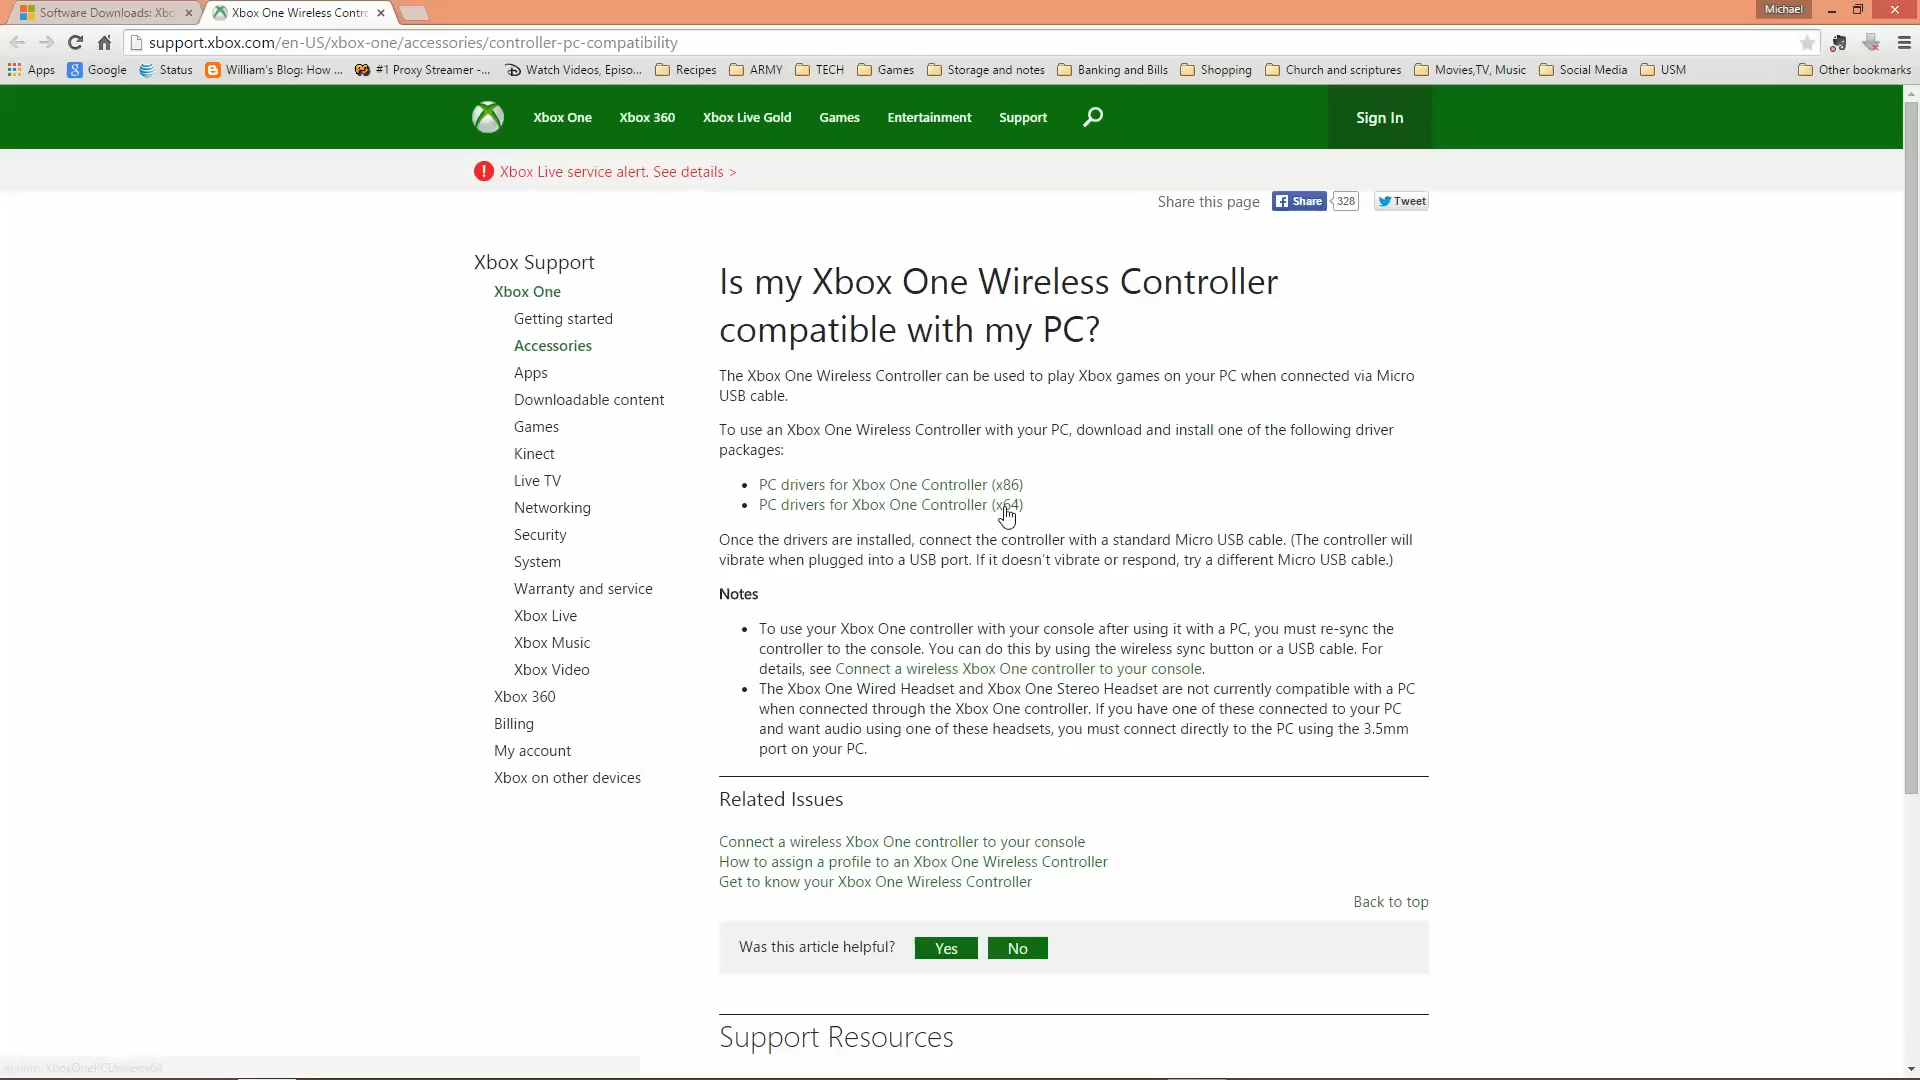 Software Downloads: Xbo
Xbox One Wireless Contro
Michael
support.xbox.com/en-US/xbox-one/accessories/controller-pc-compatibility
Apps Google Status William's Blog: How ... #1 Proxy Streamer -... Watch Videos, Episo... Recipes ARMY TECH Games Storage and notes Banking and Bills Shopping Church and scriptures Movies,TV, Music Social Media USM Other bookmarks
Xbox One Xbox 360 Xbox Live Gold Games Entertainment Support Sign In
Xbox Live service alert. See details >
Share this page Share 328 Tweet
Xbox Support
Xbox One
Getting started
Accessories
Apps
Downloadable content
Games
Kinect
Live TV
Networking
Security
System
Warranty and service
Xbox Live
Xbox Music
Xbox Video
Xbox 360
Billing
My account
Xbox on other devices
Is my Xbox One Wireless Controller
compatible with my PC?
The Xbox One Wireless Controller can be used to play Xbox games on your PC when connected via Micro
USB cable.
To use an Xbox One Wireless Controller with your PC, download and install one of the following driver
packages:
• PC drivers for Xbox One Controller (x86)
• PC drivers for Xbox One Controller (x64)
Once the drivers are installed, connect the controller with a standard Micro USB cable. (The controller will
vibrate when plugged into a USB port. If it doesn't vibrate or respond, try a different Micro USB cable.)
Notes
• To use your Xbox One controller with your console after using it with a PC, you must re-sync the
controller to the console. You can do this by using the wireless sync button or a USB cable. For
details, see Connect a wireless Xbox One controller to your console.
• The Xbox One Wired Headset and Xbox One Stereo Headset are not currently compatible with a PC
when connected through the Xbox One controller. If you have one of these connected to your PC
and want audio using one of these headsets, you must connect directly to the PC using the 3.5mm
port on your PC.
Related Issues
Connect a wireless Xbox One controller to your console
How to assign a profile to an Xbox One Wireless Controller
Get to know your Xbox One Wireless Controller
Back to top
Was this article helpful? Yes No
Support Resources